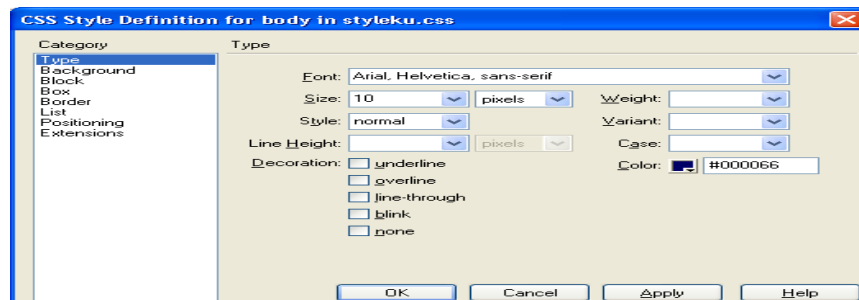 CSS Style Definition for body in styleku.css
Category
Type
Type
Background
Block
Box
Border
List
Positioning
Extensions
Font: Arial, Helvetica, sans-serif
Size: 10 pixels Weight:
Style: normal Variant:
Line Height: pixels Case:
Decoration: underline Color: #000066
overline
line-through
blink
none
OK Cancel Apply Help